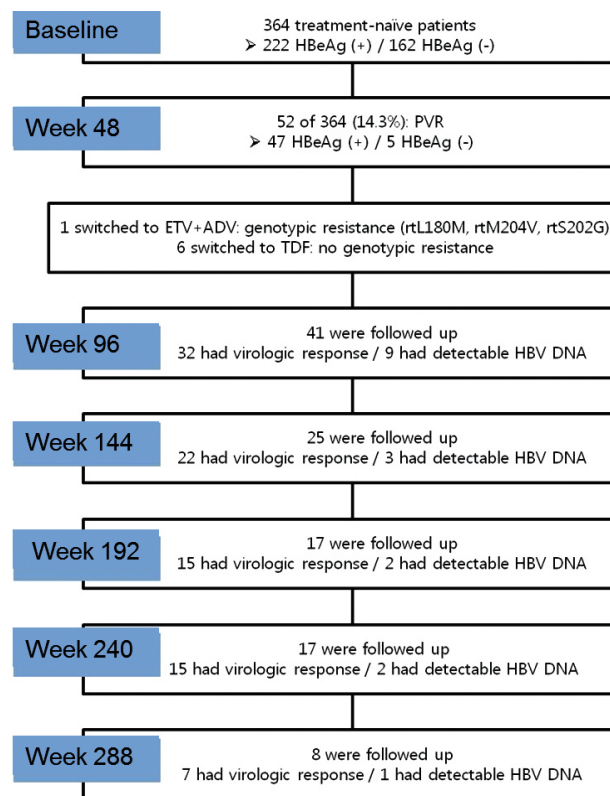 Baseline
364 treatment-naïve patients
➢ 222 HBeAg (+) / 162 HBeAg (-)
Week 48
52 of 364 (14.3%): PVR
➢ 47 HBeAg (+) / 5 HBeAg (-)
1 switched to ETV+ADV: genotypic resistance (rtL180M, rtM204V, rtS202G)
6 switched to TDF: no genotypic resistance
Week 96
41 were followed up
32 had virologic response / 9 had detectable HBV DNA
Week 144
25 were followed up
22 had virologic response / 3 had detectable HBV DNA
Week 192
17 were followed up
15 had virologic response / 2 had detectable HBV DNA
Week 240
17 were followed up
15 had virologic response / 2 had detectable HBV DNA
Week 288
8 were followed up
7 had virologic response / 1 had detectable HBV DNA